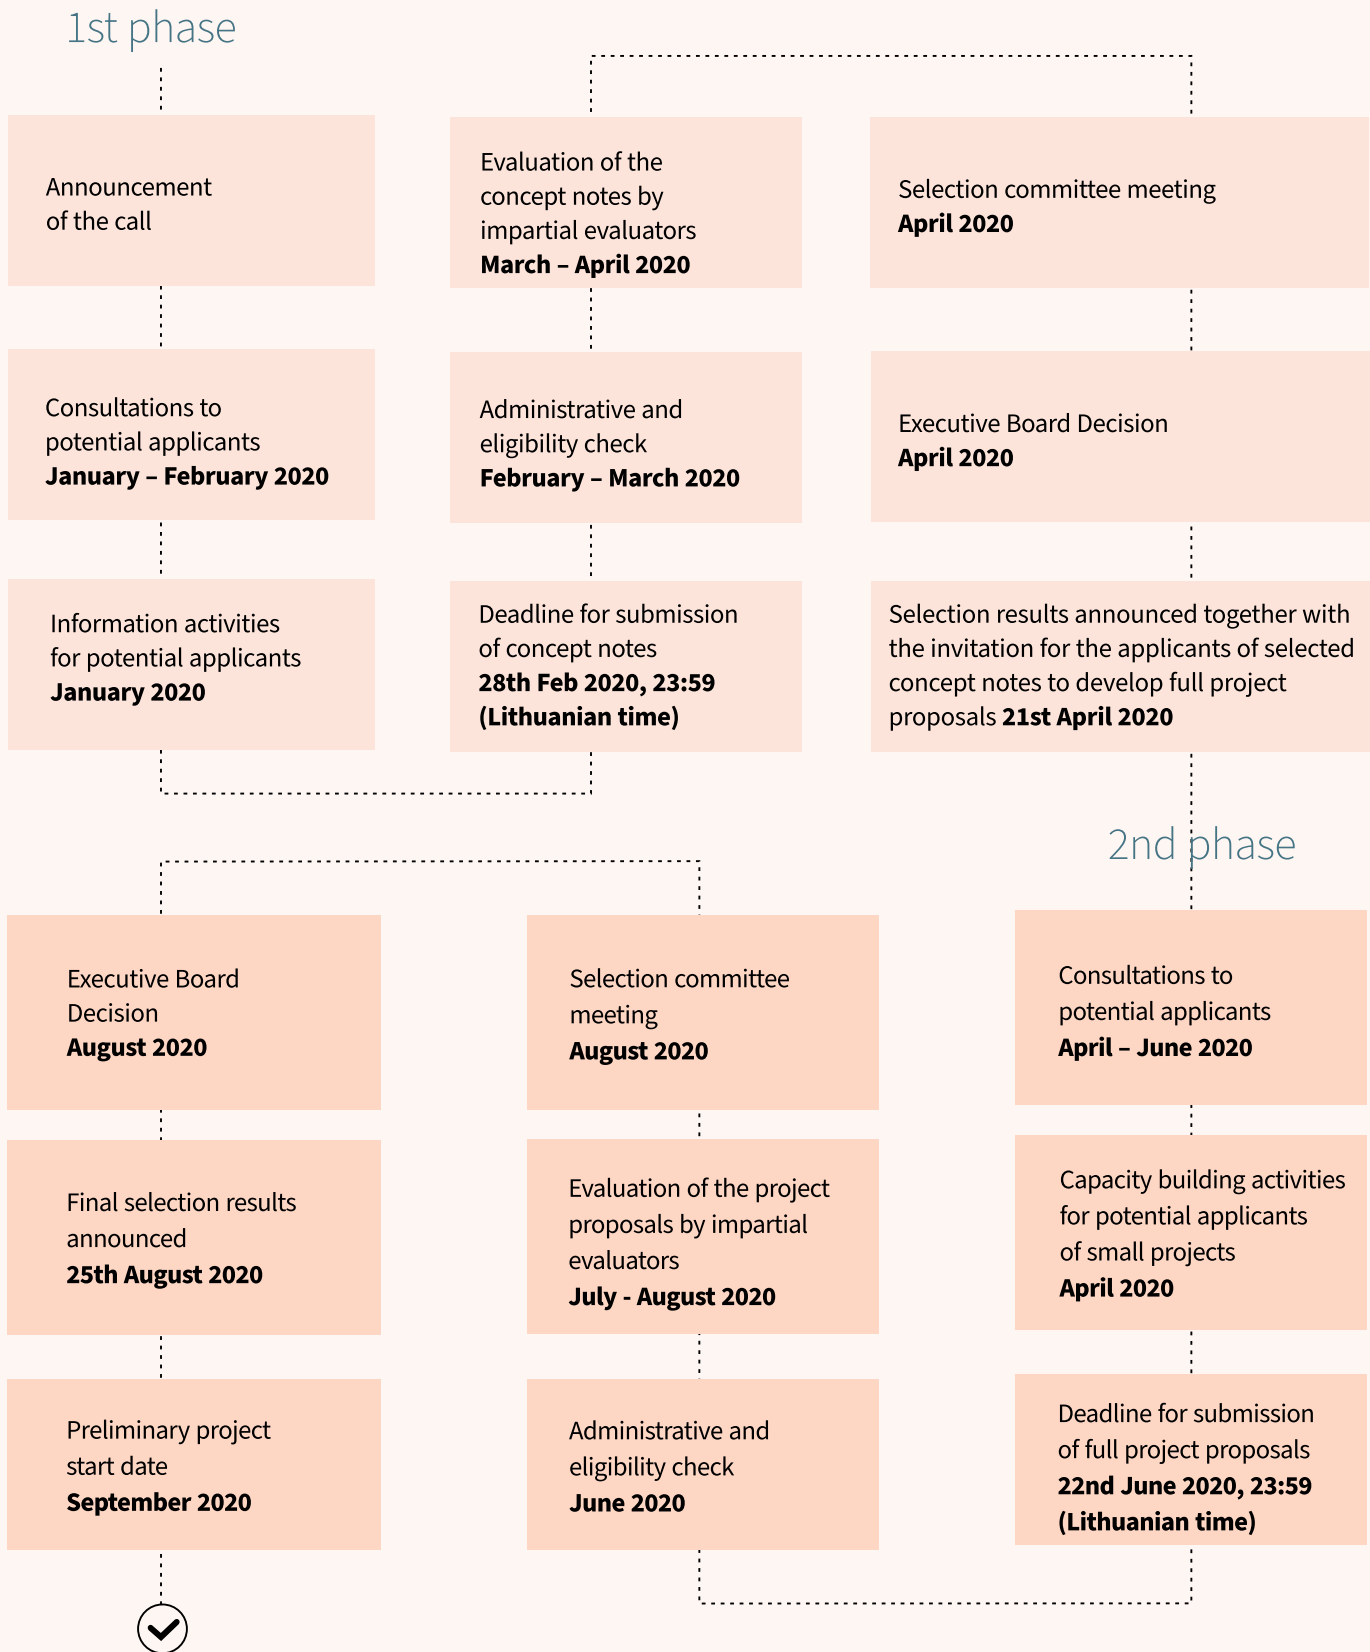 1st phase
Announcement
of the call
Consultations to
potential applicants
January – February 2020
Information activities
for potential applicants
January 2020
Deadline for submission
of concept notes
28th Feb 2020, 23:59
(Lithuanian time)
Administrative and
eligibility check
February – March 2020
Evaluation of the
concept notes by
impartial evaluators
March – April 2020
Selection committee meeting
April 2020
Executive Board Decision
April 2020
Selection results announced together with
the invitation for the applicants of selected
concept notes to develop full project
proposals 21st April 2020
2nd phase
Consultations to
potential applicants
April – June 2020
Capacity building activities
for potential applicants
of small projects
April 2020
Deadline for submission
of full project proposals
22nd June 2020, 23:59
(Lithuanian time)
Administrative and
eligibility check
June 2020
Evaluation of the project
proposals by impartial
evaluators
July - August 2020
Selection committee
meeting
August 2020
Executive Board
Decision
August 2020
Final selection results
announced
25th August 2020
Preliminary project
start date
September 2020